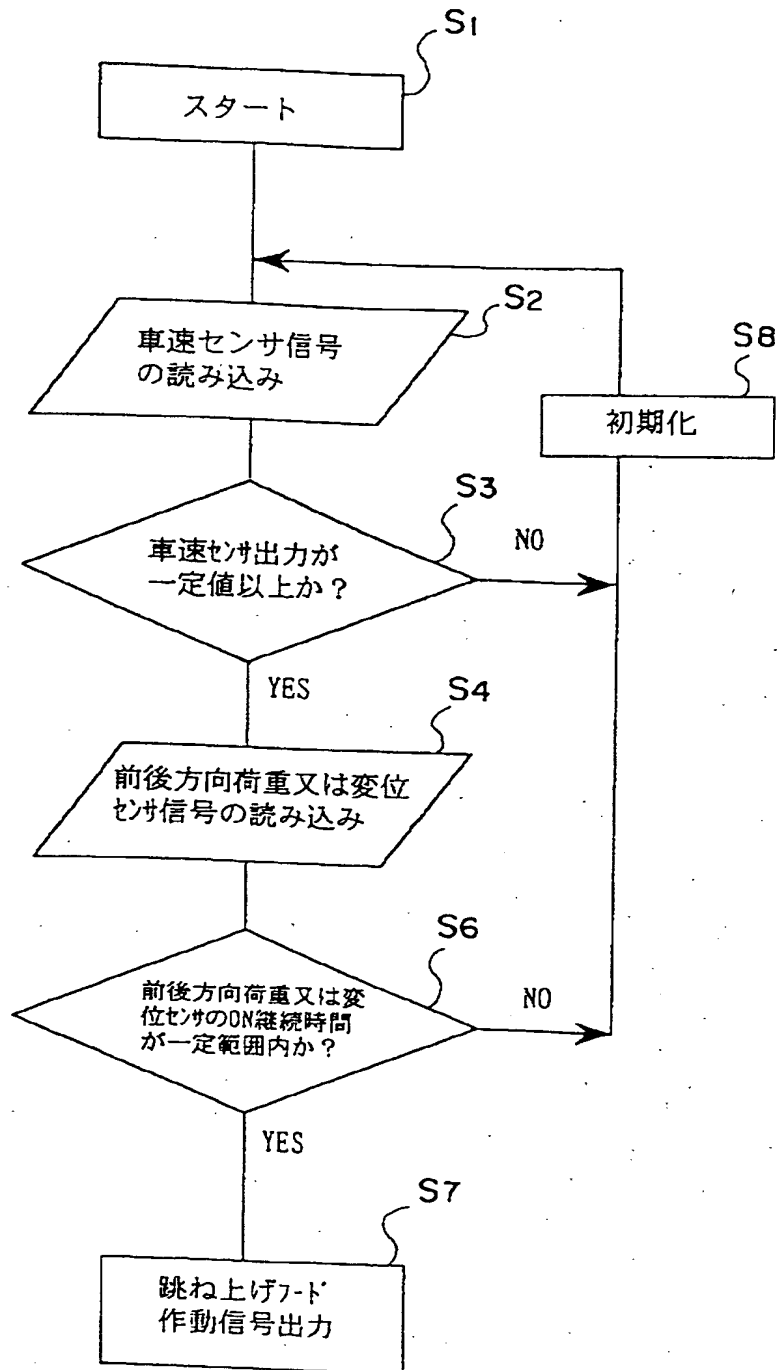 S1
スタート
S2
車速センサ信号
の読み込み
S8
初期化
S3
車速ｾﾝｻ出力が
一定値以上か？
NO
YES
S4
前後方向荷重又は変位
ｾﾝｻ信号の読み込み
S6
前後方向荷重又は変
位ｾﾝｻのON継続時間
が一定範囲内か？
NO
YES
S7
跳ね上げﾌｰﾄﾞ
作動信号出力